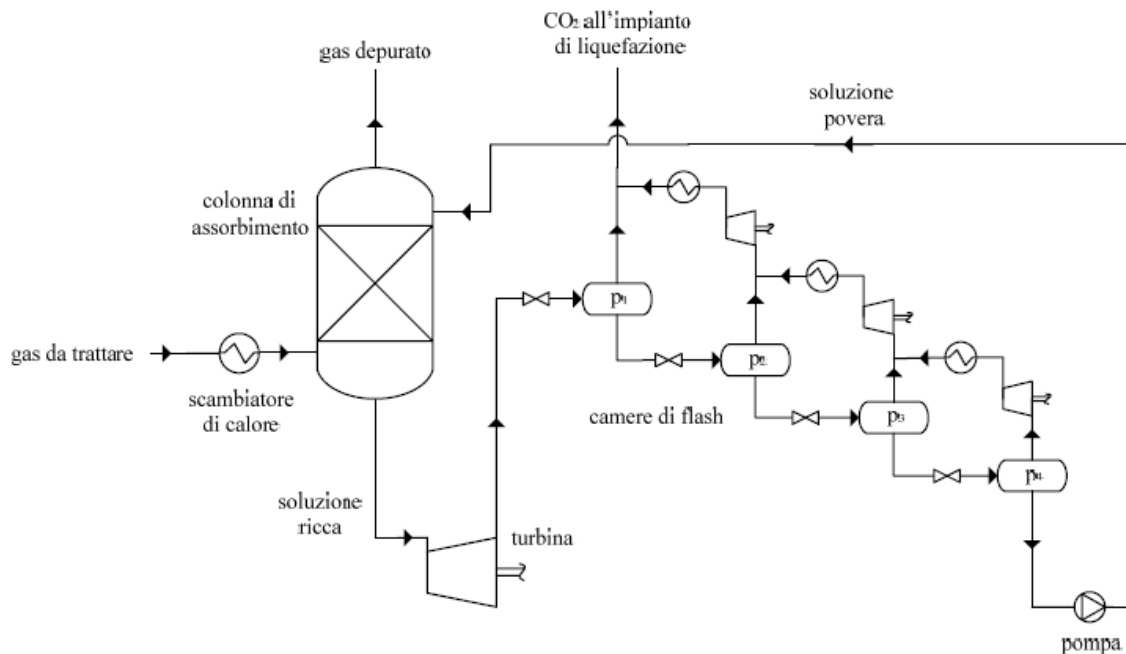 CO₂ all'impianto
di liquefazione
gas depurato
soluzione
povera
colonna di
assorbimento
p₁
gas da trattare
p₂
scambiatore
di calore
camere di flash
p₃
p₄
soluzione
ricca
turbina
pompa